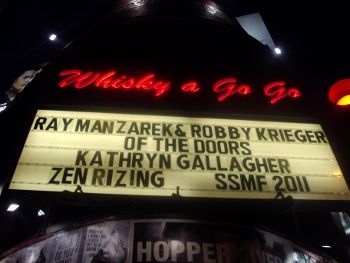 Whisky a Go Go
RAY MANZAREK & ROBBY KRIEGER
OF THE DOORS
KATHRYN GALLAGHER
ZEN RIZING SSMF 2011
HOPPER